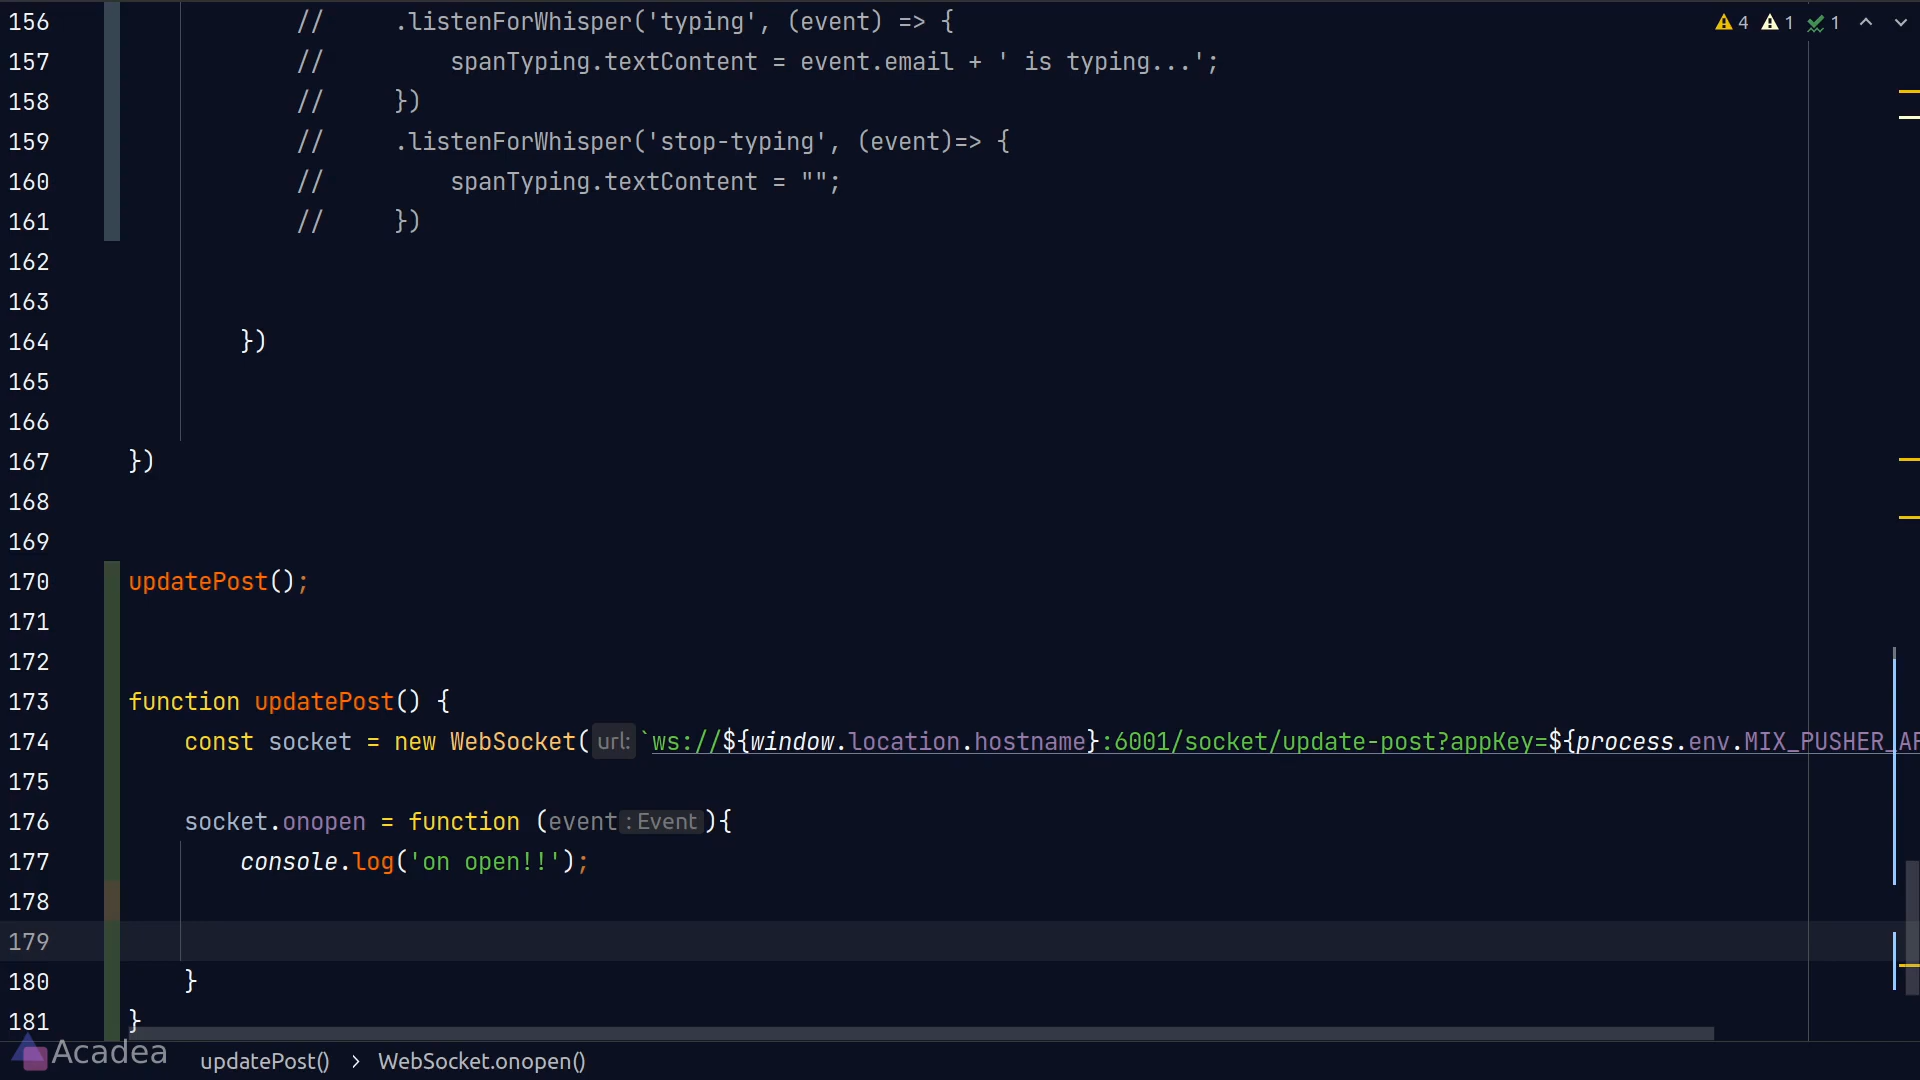 156 // .listenForWhisper('typing', (event) => {
4 1 1
157 // spanTyping.textContent = event.email + ' is typing...';
158 // })
159 // .listenForWhisper('stop-typing', (event)=> {
160 // spanTyping.textContent = "";
161 // })
162
163
164 })
165
166
167 })
168
169
170 updatePost();
171
172
173 function updatePost() {
174 const socket = new WebSocket( url: `ws://${window.location.hostname}:6001/socket/update-post?appKey=${process.env.MIX_PUSHER_AP
175
176 socket.onopen = function (event : Event ){
177 console.log('on open!!');
178
179
180 }
181 }
Acadea
updatePost() > WebSocket.onopen()